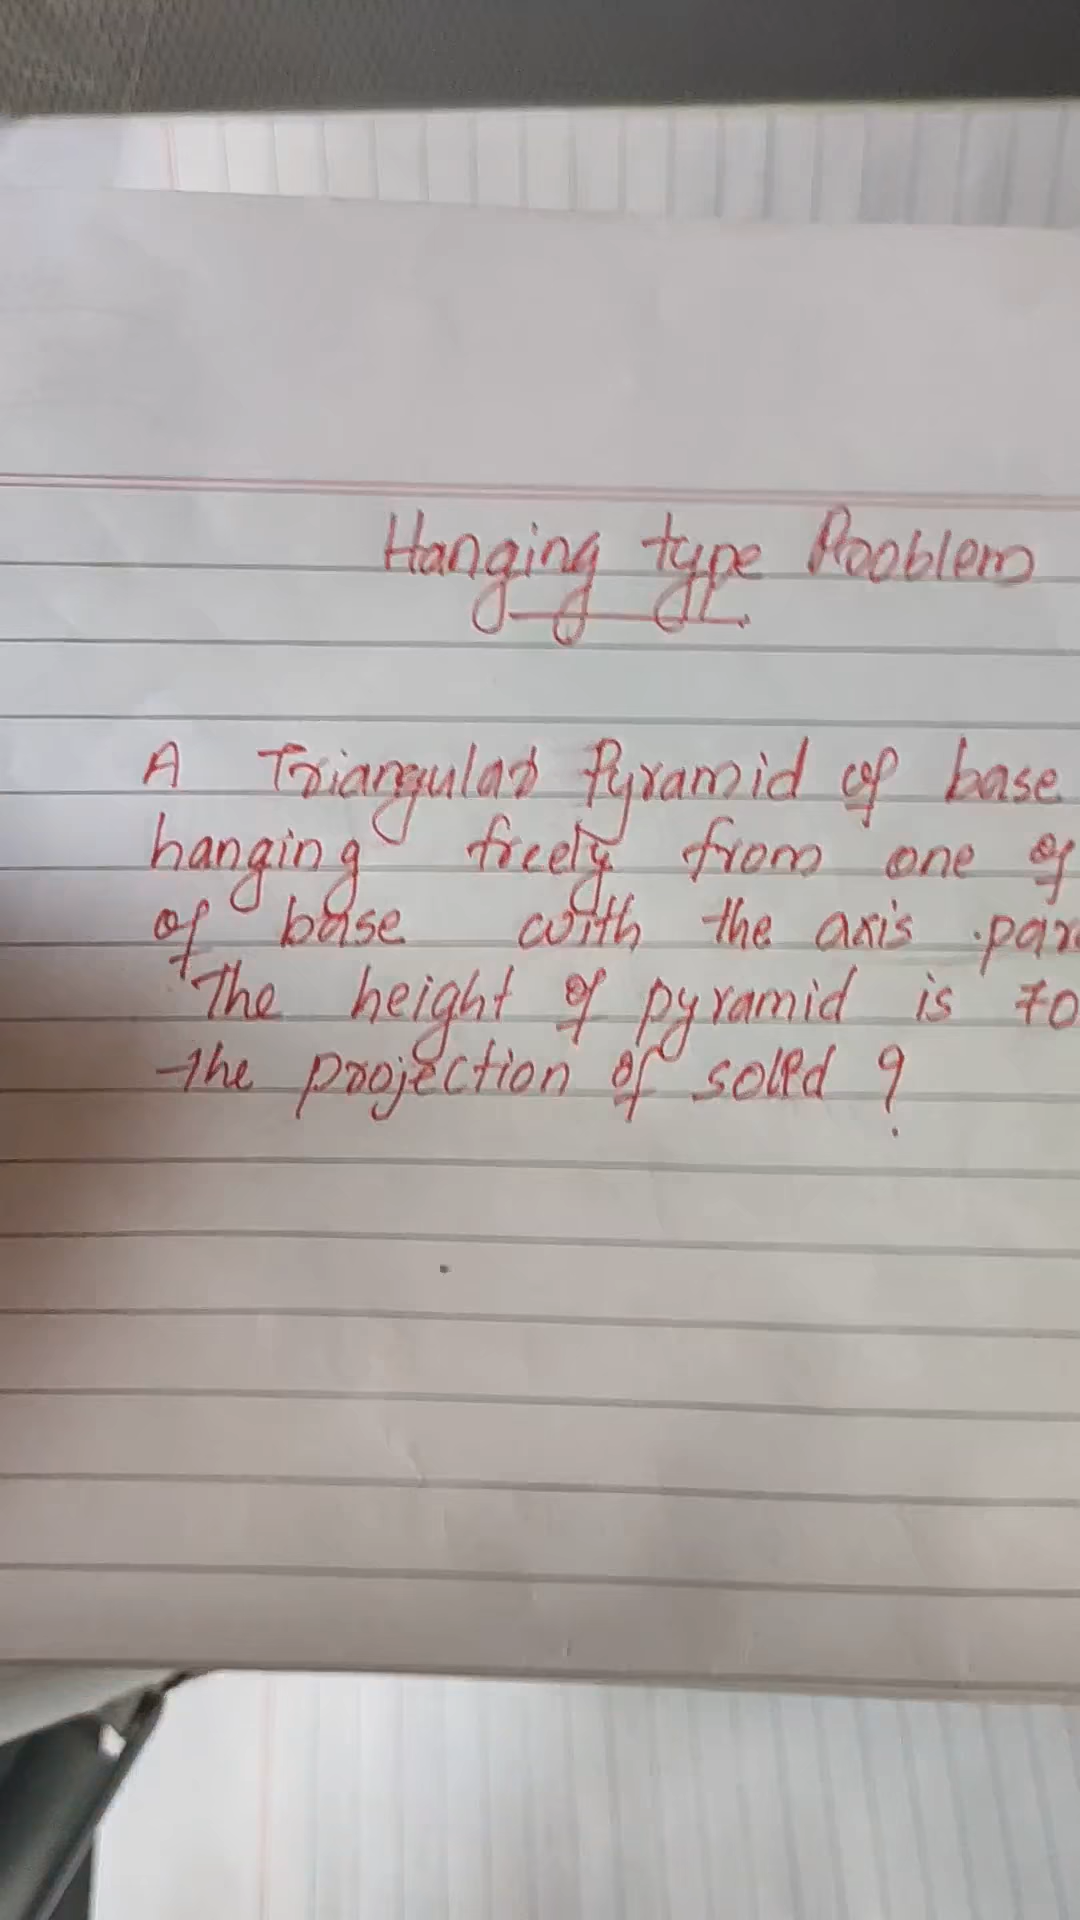 Hanging type Problem
A Triangular Pyramid of base
hanging freely from one of
of base with the axis par
The height of pyramid is 70
the projection of solid ?